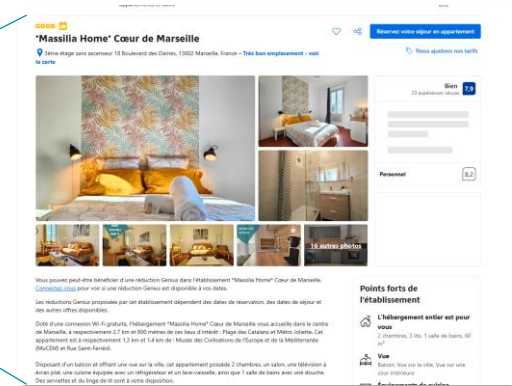 "Massilia Home" Cœur de Marseille
Réservez votre séjour en appartement
3ème étage sans ascenseur 18 Boulevard des Dames, 13002 Marseille, France – Très bon emplacement - voir
la carte
Nous ajustons nos tarifs
Bien
23 expériences vécues
7,9
Personnel
8,2
16 autres photos
Vous pouvez peut-être bénéficier d'une réduction Genius dans l'établissement "Massilia Home" Cœur de Marseille.
Connectez-vous pour voir si une réduction Genius est disponible à vos dates.
Les réductions Genius proposées par cet établissement dépendent des dates de réservation, des dates de séjour et
des autres offres disponibles.
Doté d'une connexion Wi-Fi gratuite, l'hébergement "Massilia Home" Cœur de Marseille vous accueille dans le centre
de Marseille, à respectivement 2,7 km et 800 mètres de ces lieux d'intérêt : Plage des Catalans et Métro Joliette. Cet
appartement est à respectivement 1,3 km et 1,4 km de : Musée des Civilisations de l'Europe et de la Méditerranée
(MuCEM) et Rue Saint-Ferréol.
Disposant d'un balcon et offrant une vue sur la ville, cet appartement possède 2 chambres, un salon, une télévision à
écran plat, une cuisine équipée avec un réfrigérateur et un lave-vaisselle, ainsi que 1 salle de bains avec une douche.
Des serviettes et du linge de lit sont à votre disposition.
Points forts de
l'établissement
L'hébergement entier est pour
vous
2 chambres, 3 lits, 1 salle de bains, 60
m²
Vue
Balcon, Vue sur la ville, Vue sur une
cour intérieure
Équipements de cuisine